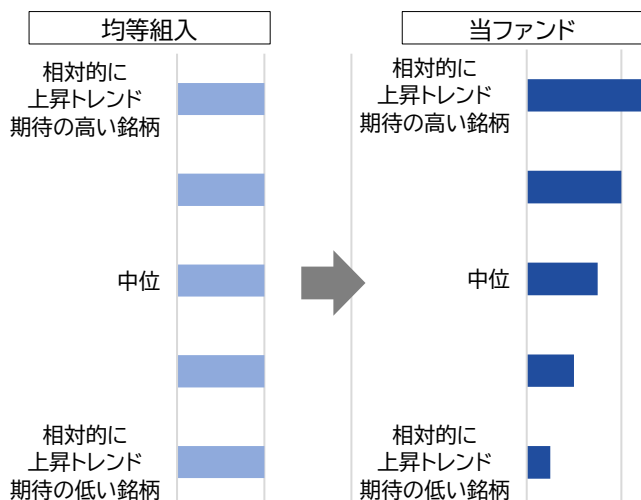 均等組入
相対的に
上昇トレンド
期待の高い銘柄
中位
相対的に
上昇トレンド
期待の低い銘柄
当ファンド
相対的に
上昇トレンド
期待の高い銘柄
中位
相対的に
上昇トレンド
期待の低い銘柄